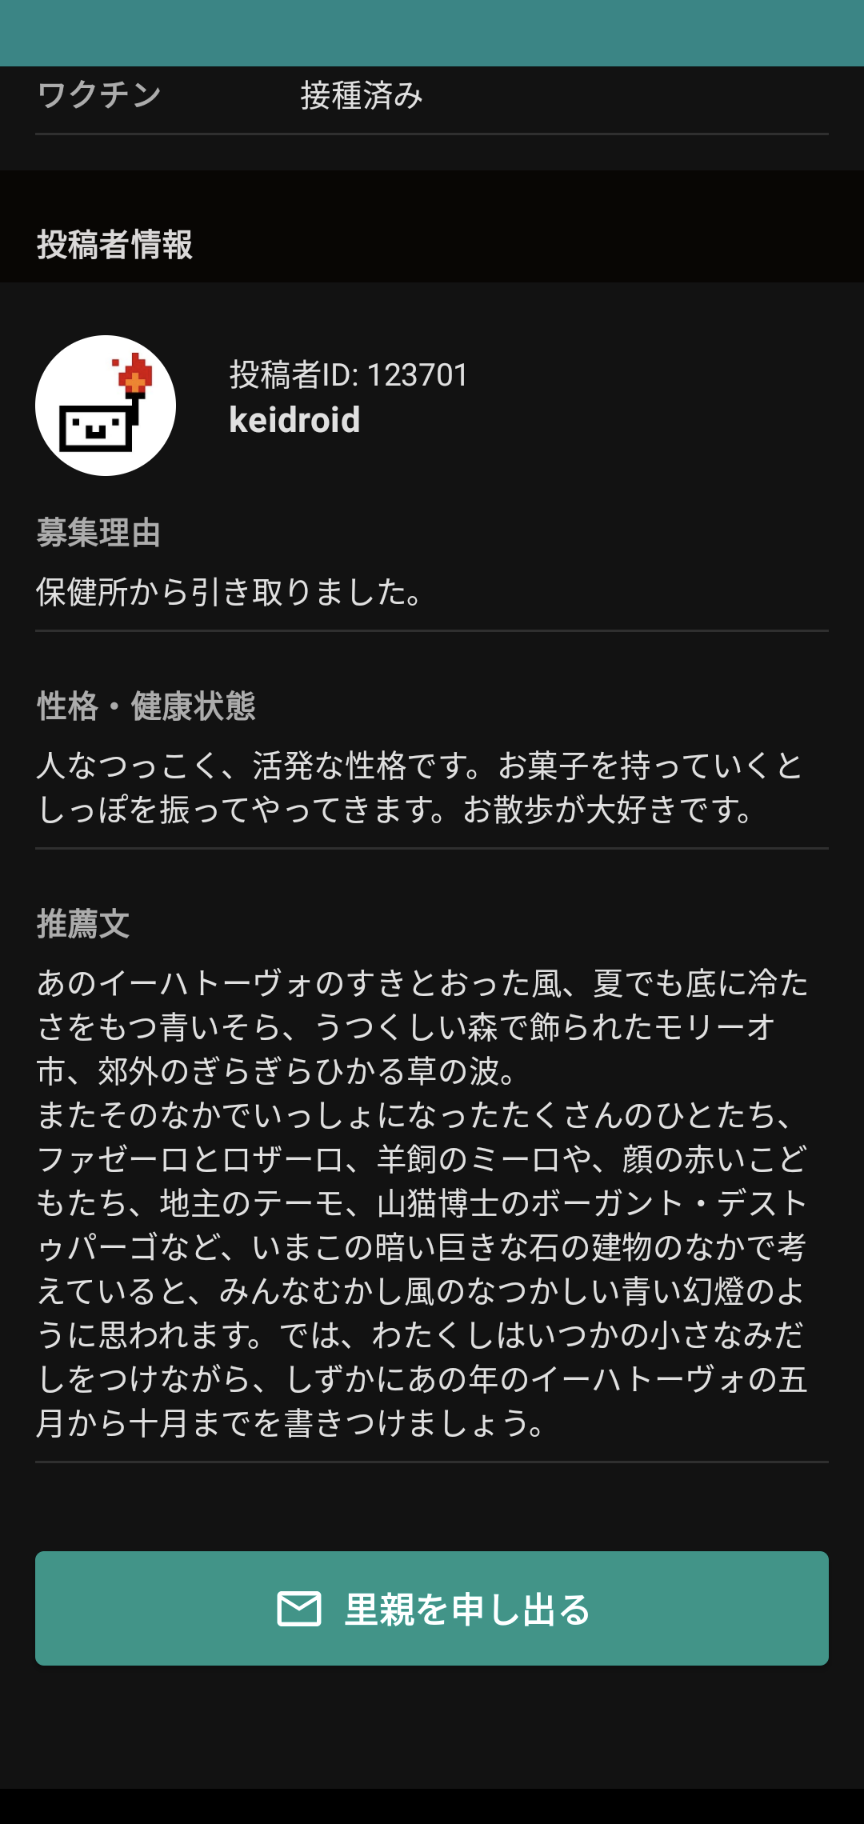 ワクチン 接種済み
投稿者情報
投稿者ID: 123701
keidroid
募集理由
保健所から引き取りました。
性格・健康状態
人なつっこく、活発な性格です。お菓子を持っていくと
しっぽを振ってやってきます。お散歩が大好きです。
推薦文
あのイーハトーヴォのすきとおった風、夏でも底に冷た
さをもつ青いそら、うつくしい森で飾られたモリーオ
市、郊外のぎらぎらひかる草の波。
またそのなかでいっしょになったたくさんのひとたち、
ファゼーロとロザーロ、羊飼のミーロや、顔の赤いこど
もたち、地主のテーモ、山猫博士のボーガント・デスト
ゥパーゴなど、いまこの暗い巨きな石の建物のなかで考
えていると、みんなむかし風のなつかしい青い幻燈のよ
うに思われます。では、わたくしはいつかの小さなみだ
しをつけながら、しずかにあの年のイーハトーヴォの五
月から十月までを書きつけましょう。
里親を申し出る